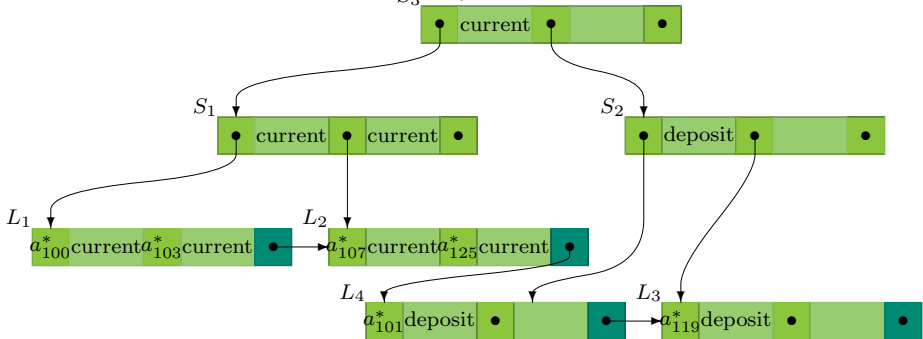 S3 current
S1 current current
S2 deposit
L1 a*100 current a*103 current
L2 a*107 current a*125 current
L4 a*101 deposit
L3 a*119 deposit